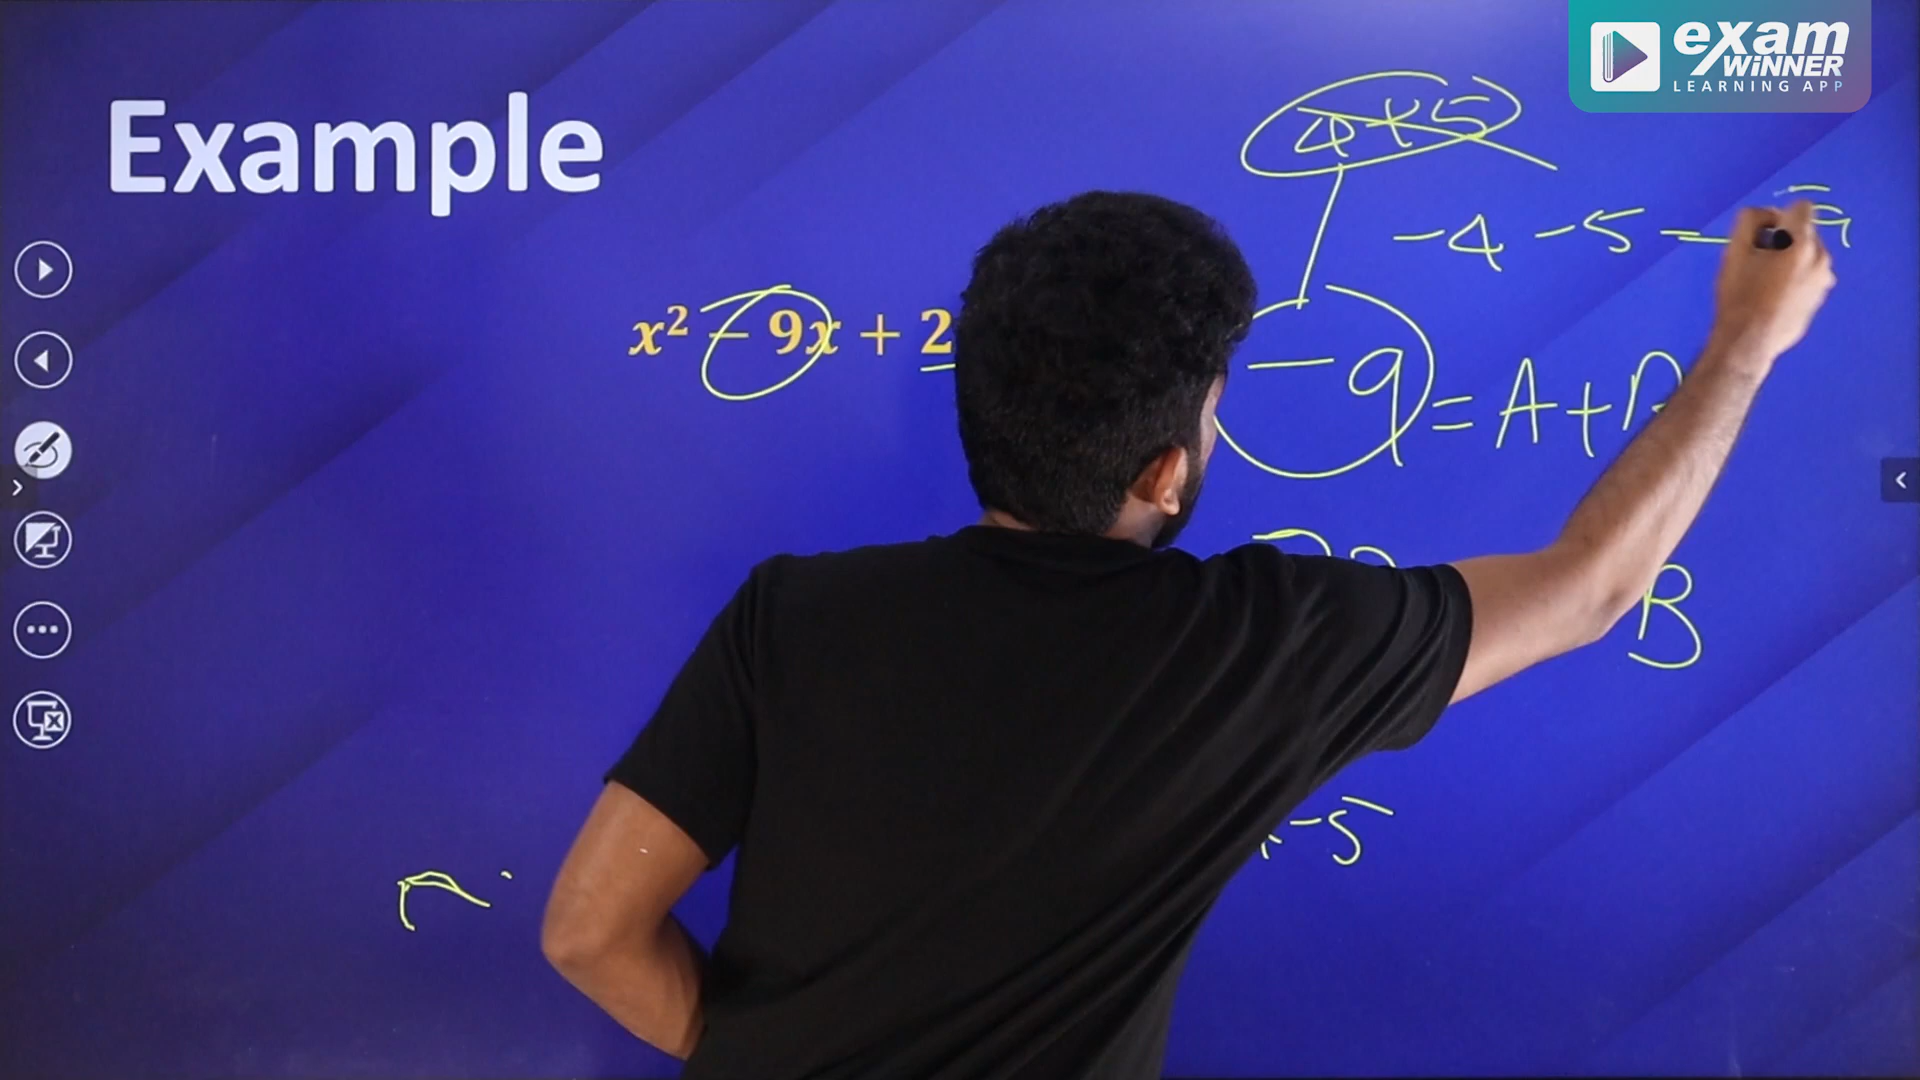 exam
WiNNER
LEARNING APP
Example
4+5
-4-5=-9
x² - 9x + 2
-9=A+B
B
-5